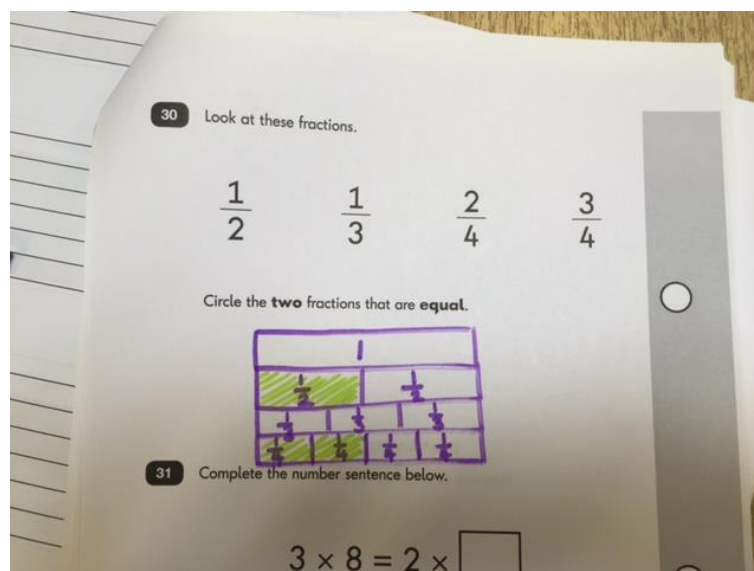 30 Look at these fractions.
1/2 1/3 2/4 3/4
Circle the two fractions that are equal.
1
1/2 1/2
1/3 1/3 1/3
1/4 1/4 1/4 1/4
31 Complete the number sentence below.
3 × 8 = 2 ×